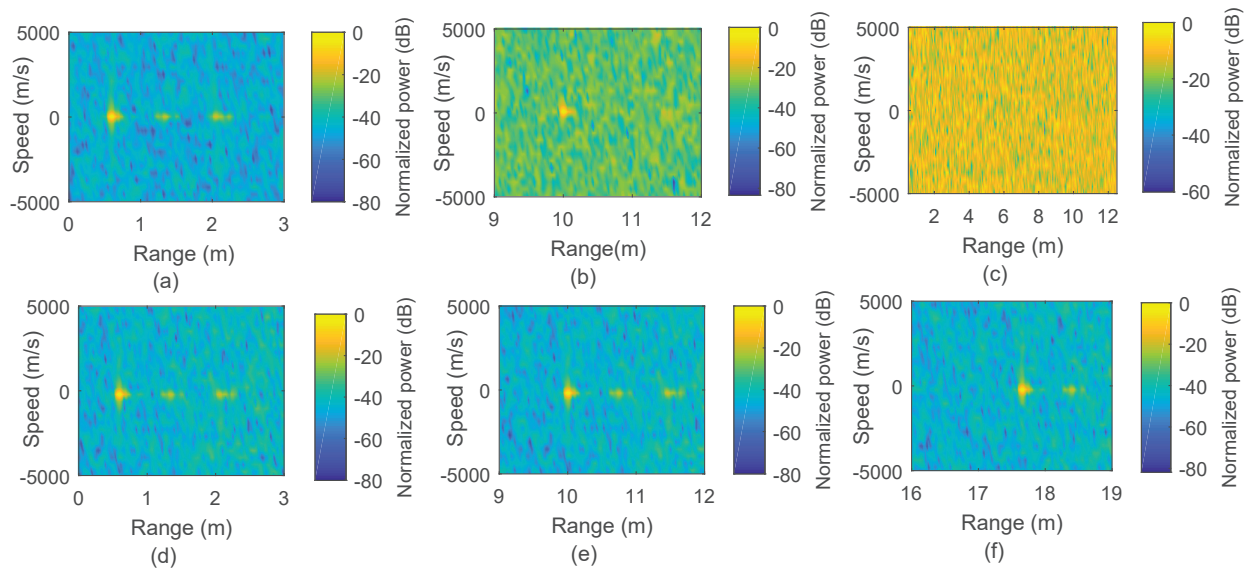 5000
0
-5000
Speed (m/s)
0 1 2 3
Range (m)
(a)
0
-20
-40
-60
-80
Normalized power (dB)
5000
0
-5000
Speed (m/s)
9 10 11 12
Range(m)
(b)
0
-20
-40
-60
-80
Normalized power (dB)
5000
0
-5000
Speed (m/s)
2 4 6 8 10 12
Range (m)
(c)
0
-20
-40
-60
Normalized power (dB)
5000
0
-5000
Speed (m/s)
0 1 2 3
Range (m)
(d)
0
-20
-40
-60
-80
Normalized power (dB)
5000
0
-5000
Speed (m/s)
9 10 11 12
Range (m)
(e)
0
-20
-40
-60
-80
Normalized power (dB)
5000
0
-5000
Speed (m/s)
16 17 18 19
Range (m)
(f)
0
-20
-40
-60
-80
Normalized power (dB)